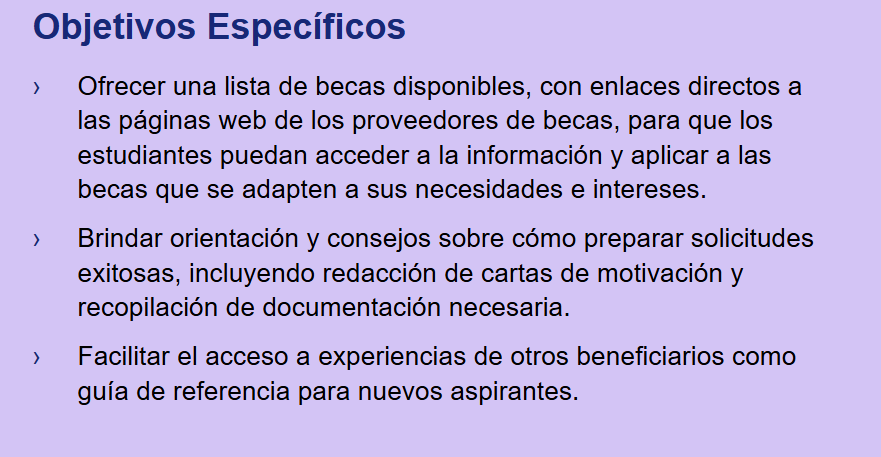 Objetivos Específicos
› Ofrecer una lista de becas disponibles, con enlaces directos a
las páginas web de los proveedores de becas, para que los
estudiantes puedan acceder a la información y aplicar a las
becas que se adapten a sus necesidades e intereses.
› Brindar orientación y consejos sobre cómo preparar solicitudes
exitosas, incluyendo redacción de cartas de motivación y
recopilación de documentación necesaria.
› Facilitar el acceso a experiencias de otros beneficiarios como
guía de referencia para nuevos aspirantes.